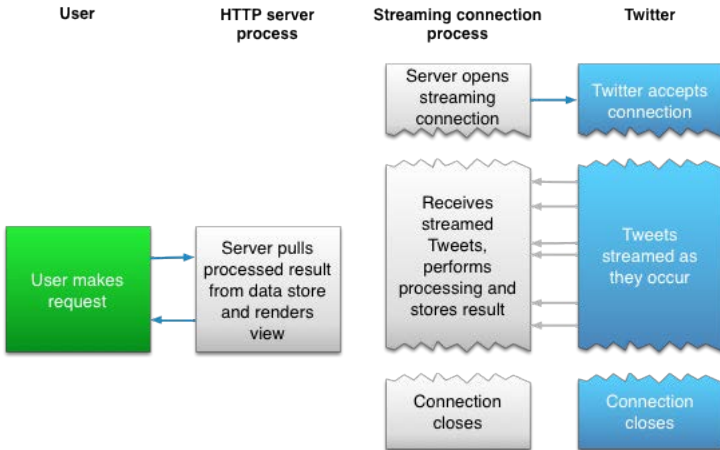 User
HTTP server
process
Streaming connection
process
Twitter
Server opens
streaming
connection
Twitter accepts
connection
User makes
request
Server pulls
processed result
from data store
and renders
view
Receives
streamed
Tweets,
performs
processing and
stores result
Tweets
streamed as
they occur
Connection
closes
Connection
closes